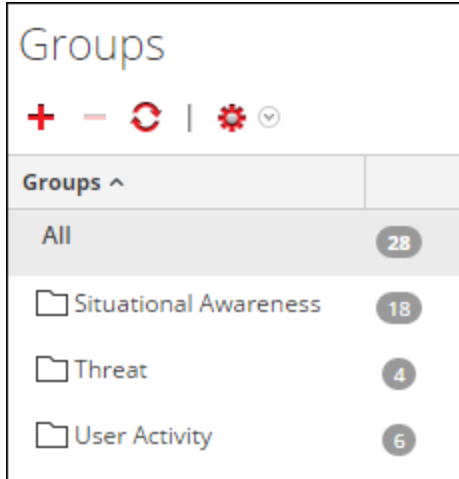 Groups
Groups
All 28
Situational Awareness 18
Threat 4
User Activity 6